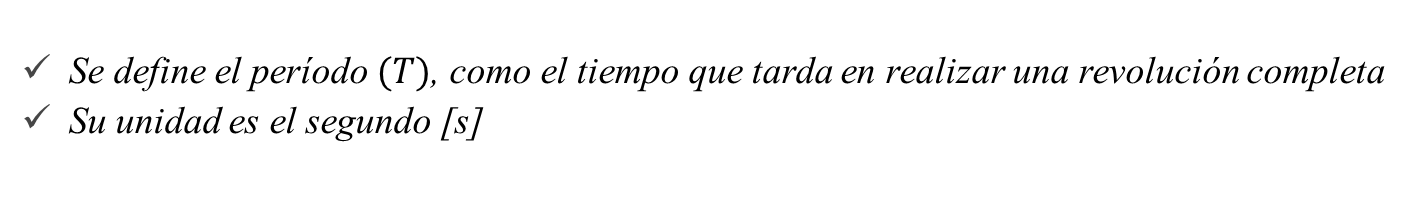 ✓ Se define el período (T), como el tiempo que tarda en realizar una revolución completa
✓ Su unidad es el segundo [s]